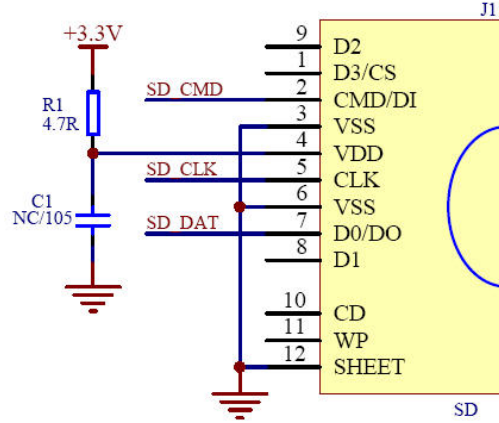 J1
+3.3V
R1
4.7R
C1
NC/105
SD_CMD
SD_CLK
SD_DAT
9 D2
1 D3/CS
2 CMD/DI
3 VSS
4 VDD
5 CLK
6 VSS
7 D0/DO
8 D1
10 CD
11 WP
12 SHEET
SD